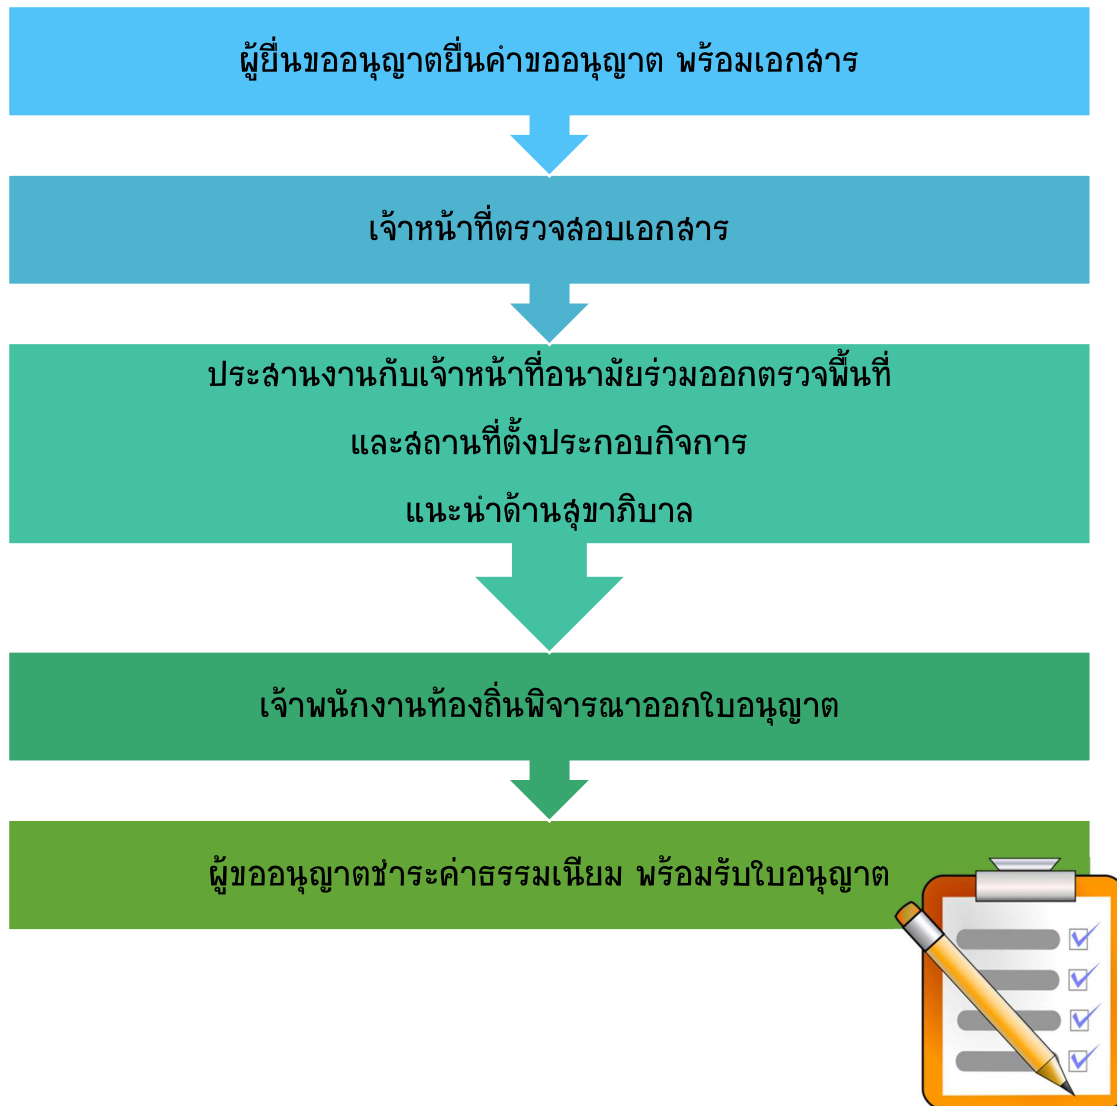 ผู้ยื่นขออนุญาตยื่นคำขออนุญาต พร้อมเอกสาร
เจ้าหน้าที่ตรวจสอบเอกสาร
ประสานงานกับเจ้าหน้าที่อนามัยร่วมออกตรวจพื้นที่
และสถานที่ตั้งประกอบกิจการ
แนะนำด้านสุขาภิบาล
เจ้าพนักงานท้องถิ่นพิจารณาออกใบอนุญาต
ผู้ขออนุญาตชำระค่าธรรมเนียม พร้อมรับใบอนุญาต